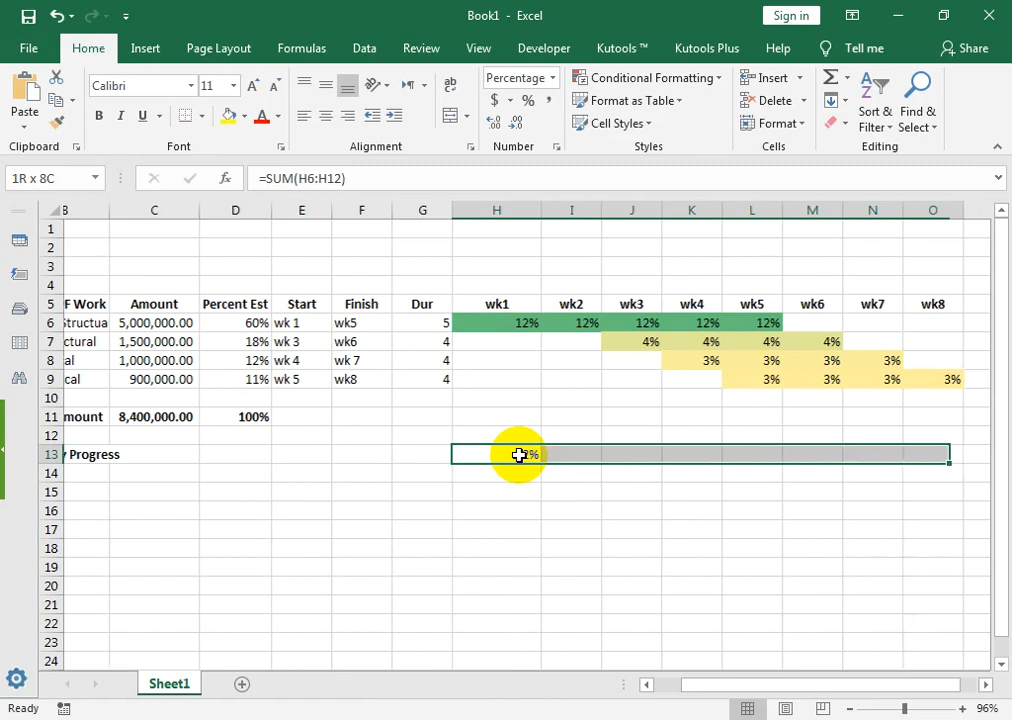 Book1 - Excel
Sign in
File Home Insert Page Layout Formulas Data Review View Developer Kutools ™ Kutools Plus Help Tell me Share
Paste
Calibri 11
B I U A
Percentage
$ % ,
Conditional Formatting
Format as Table
Cell Styles
Insert
Delete
Format
Sort & Filter
Find & Select
Clipboard Font Alignment Number Styles Cells Editing
1R x 8C fx =SUM(H6:H12)
B C D E F G H I J K L M N O
1
2
3
4
5 F Work Amount Percent Est Start Finish Dur wk1 wk2 wk3 wk4 wk5 wk6 wk7 wk8
6 Structua 5,000,000.00 60% wk 1 wk5 5 12% 12% 12% 12% 12%
7 ctural 1,500,000.00 18% wk 3 wk6 4 4% 4% 4% 4%
8 al 1,000,000.00 12% wk 4 wk 7 4 3% 3% 3% 3%
9 cal 900,000.00 11% wk 5 wk8 4 3% 3% 3% 3%
10
11 mount 8,400,000.00 100%
12
13 y Progress 2%
14
15
16
17
18
19
20
21
22
23
24
Sheet1
Ready 96%